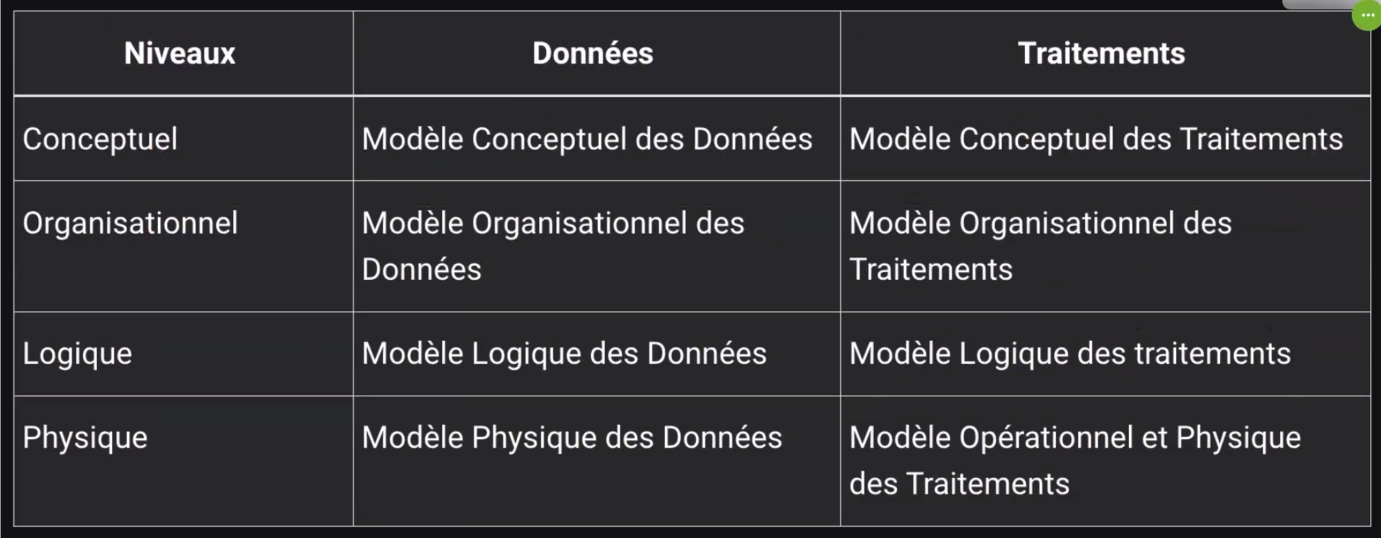 Niveaux
Données
Traitements
Conceptuel
Modèle Conceptuel des Données
Modèle Conceptuel des Traitements
Organisationnel
Modèle Organisationnel des
Données
Modèle Organisationnel des
Traitements
Logique
Modèle Logique des Données
Modèle Logique des traitements
Physique
Modèle Physique des Données
Modèle Opérationnel et Physique
des Traitements